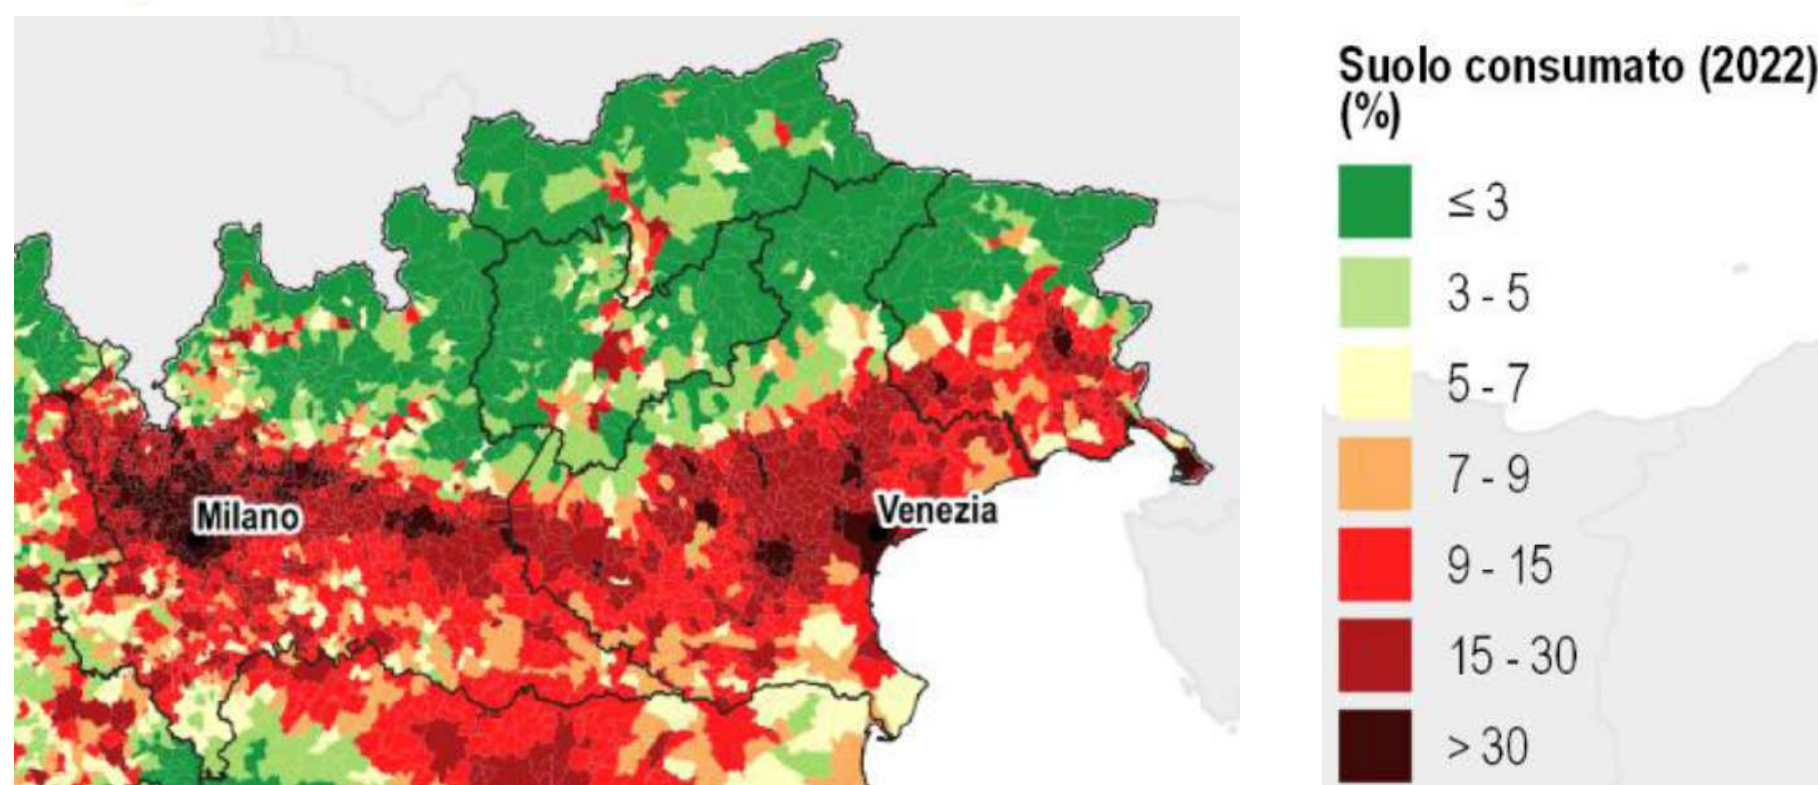 Milano
Venezia
Suolo consumato (2022)
(%)
≤ 3
3 - 5
5 - 7
7 - 9
9 - 15
15 - 30
> 30